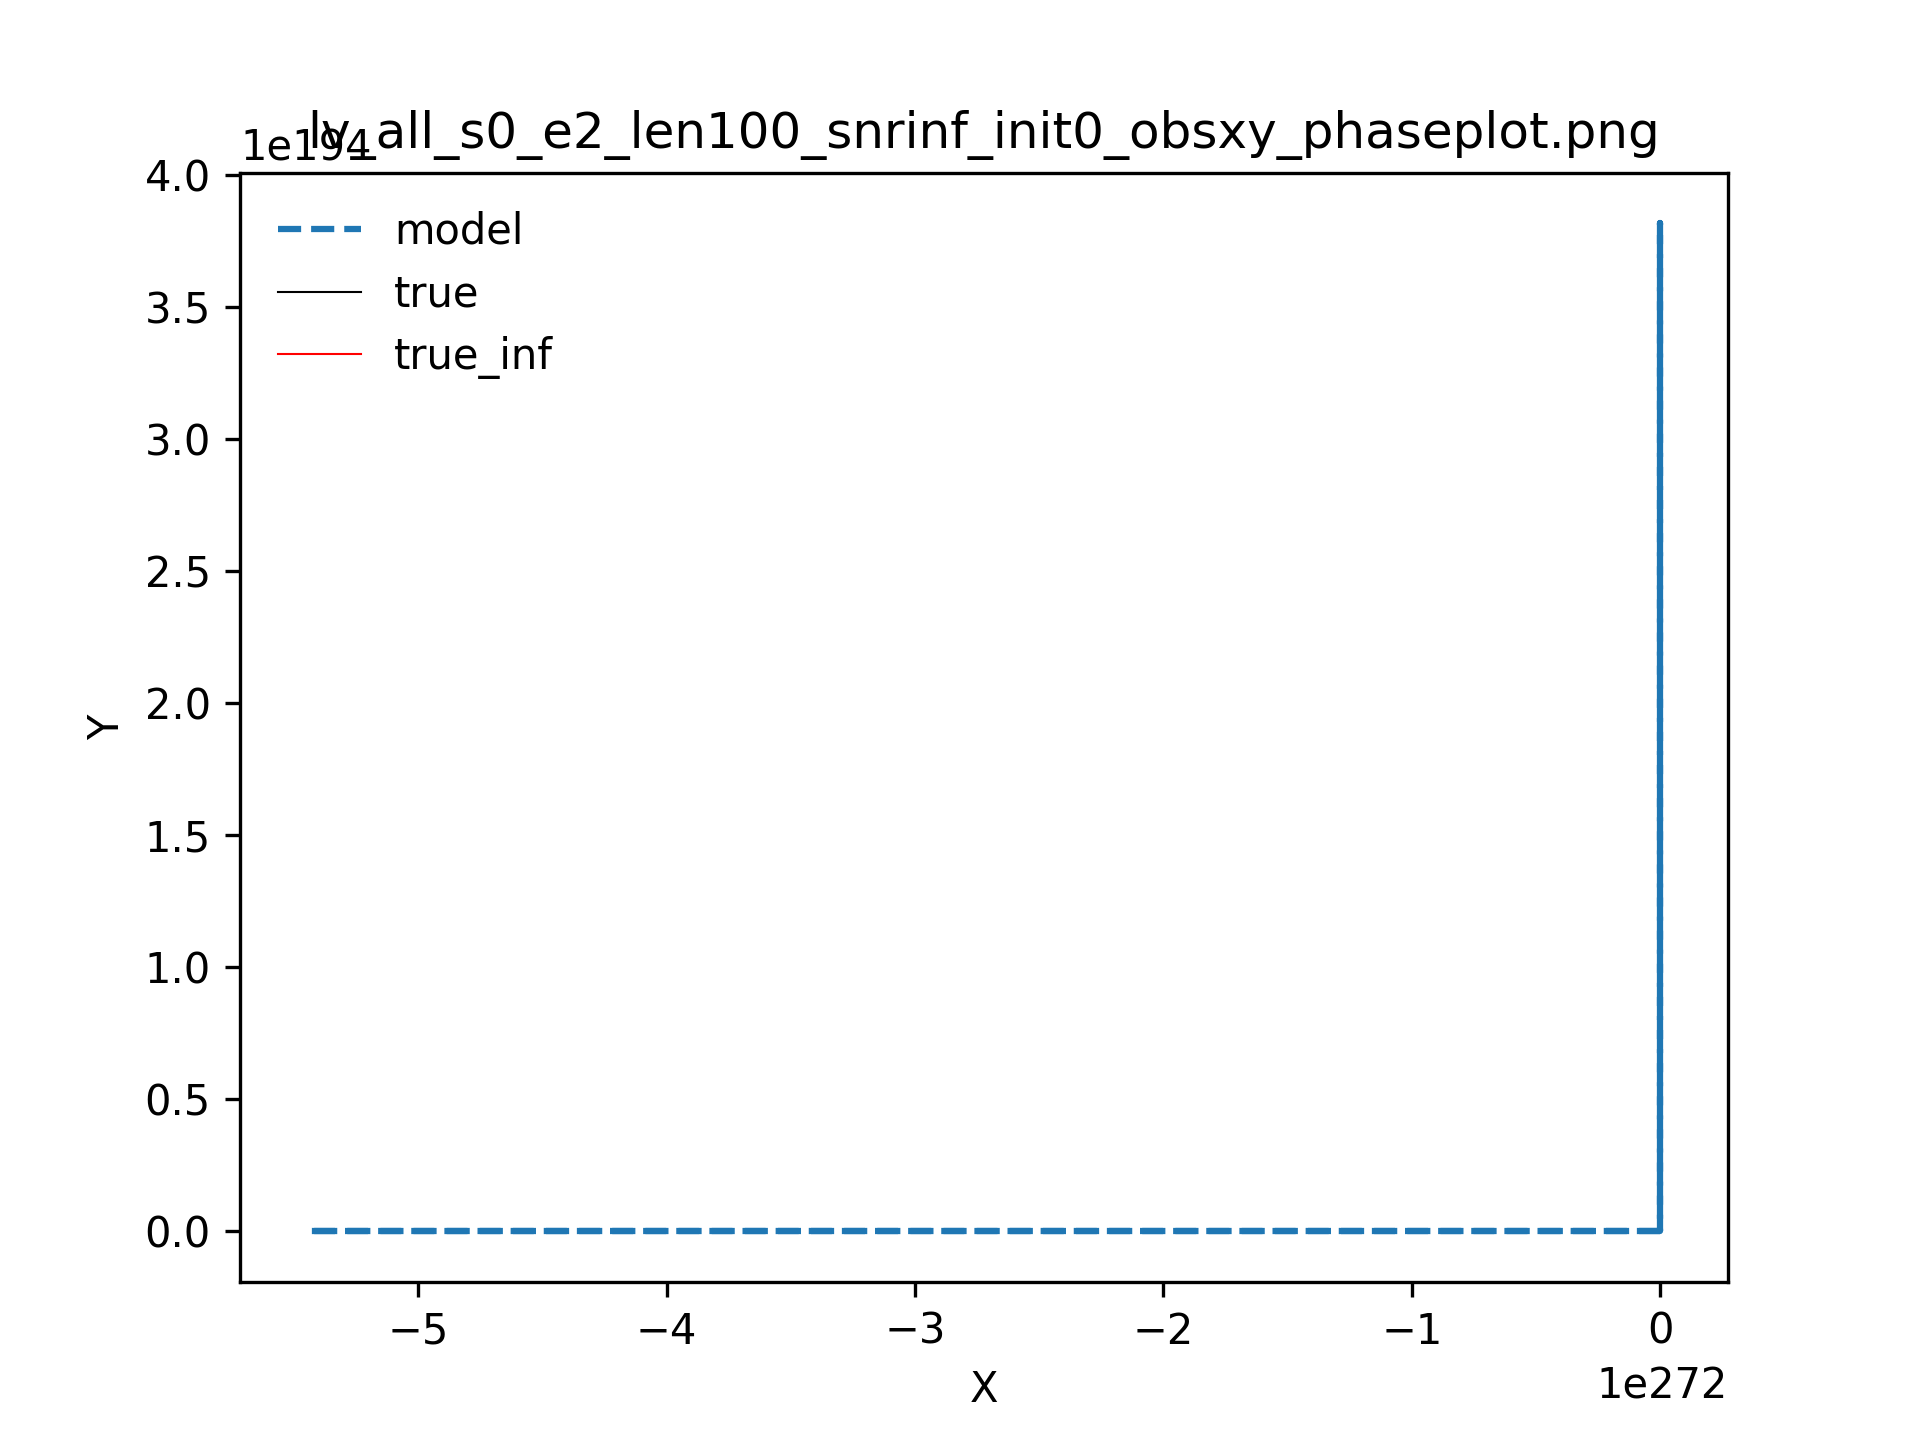 lv_all_s0_e2_len100_snrinf_init0_obsxy_phaseplot.png
1e194
4.0
3.5
3.0
2.5
2.0
1.5
1.0
0.5
0.0
Y
model
true
true_inf
−5 −4 −3 −2 −1 0
X
1e272